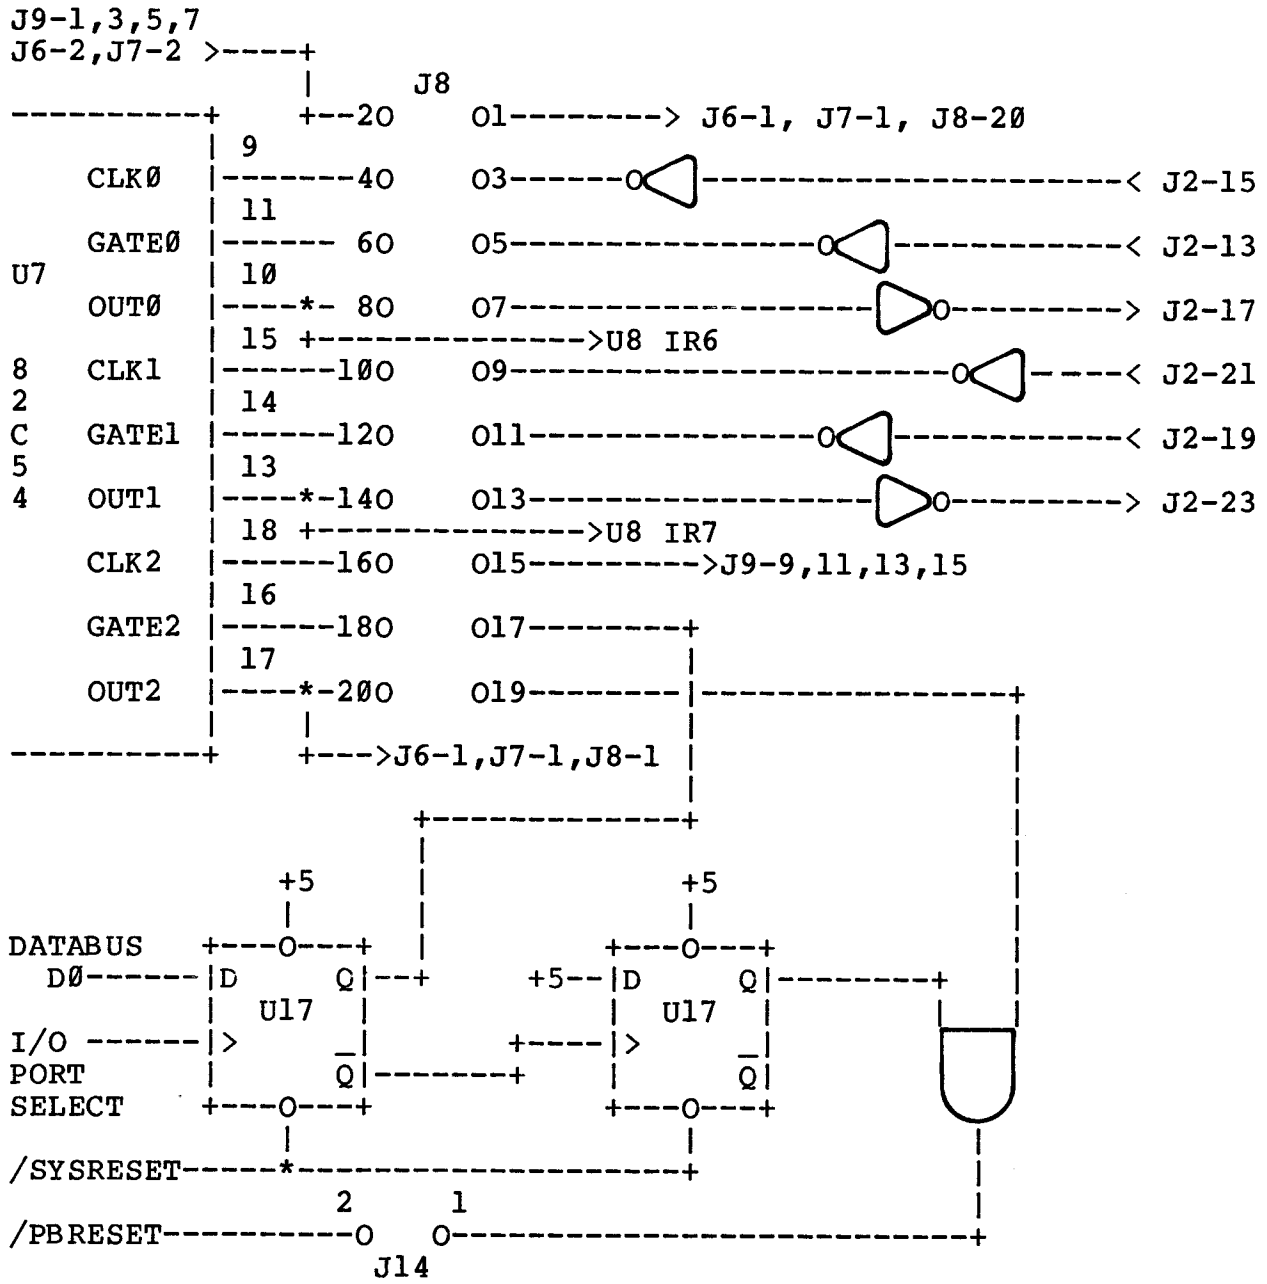 J9-1,3,5,7
J6-2,J7-2 >----+
J8
+--2O O1--------> J6-1, J7-1, J8-2Ø
9
CLKØ |-------4O O3------O -----------------------< J2-15
11
GATEØ |------ 6O O5----------------O ------------< J2-13
U7 1Ø
OUTØ |----*- 8O O7------------------- O----------> J2-17
15 +-------------->U8 IR6
8 CLK1 |------1ØO O9-----------------------O -----< J2-21
2 14
C GATE1 |------12O O11---------------O ------------< J2-19
5 13
4 OUT1 |----*-14O O13------------------ O----------> J2-23
18 +-------------->U8 IR7
CLK2 |------16O O15--------->J9-9,11,13,15
16
GATE2 |------18O O17--------+
17
OUT2 |----*-2ØO O19--------|----------------+
+--->J6-1,J7-1,J8-1
+5 +5
DATABUS +---O---+ +---O---+
DØ------|D Q|--+ +5--|D Q|---------+
U17 U17
I/O ------|> +----|>
PORT Q|-------+ Q|
SELECT +---O---+ +---O---+
/SYSRESET-----*--------------------+
2 1
/PBRESET----------O O---------------------------+
J14